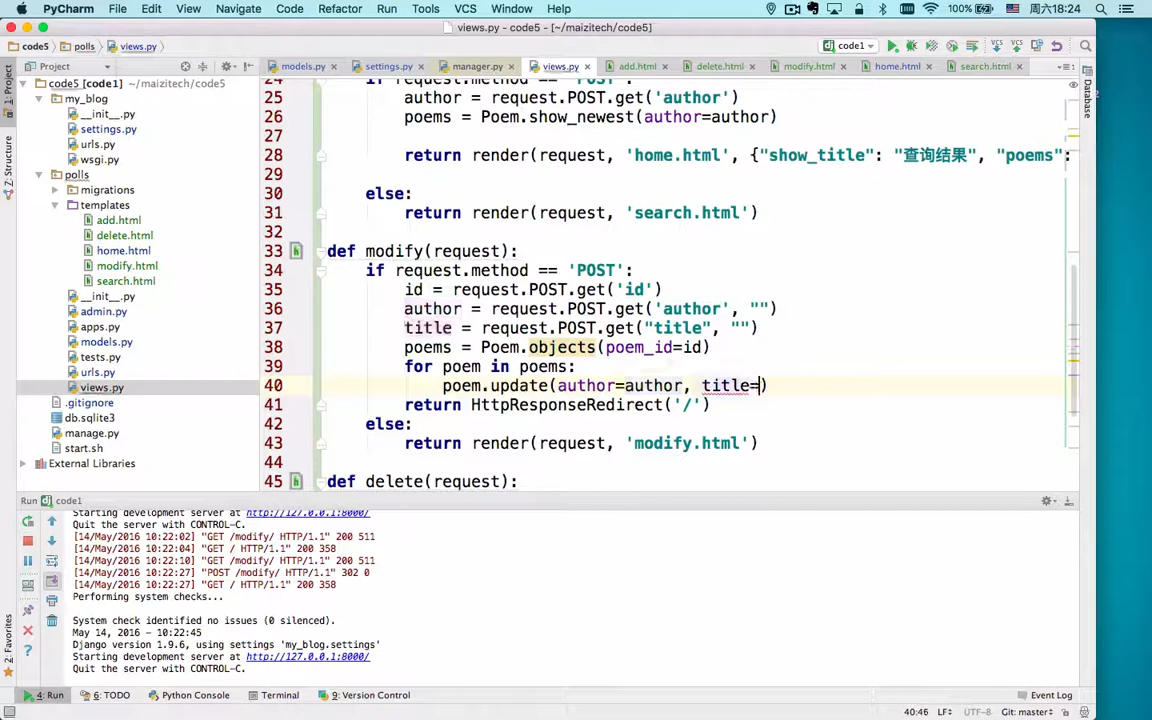 PyCharm File Edit View Navigate Code Refactor Run Tools VCS Window Help 100% 周六18:24
views.py - code5 - [~/maizitech/code5]
code5 polls views.py code1
Project models.py settings.py manager.py views.py add.html delete.html modify.html home.html search.html
1: Project
7: Structure
2: Favorites
Database
code5 [code1] ~/maizitech/code5
my_blog
__init__.py
settings.py
urls.py
wsgi.py
polls
migrations
templates
add.html
delete.html
home.html
modify.html
search.html
__init__.py
admin.py
apps.py
models.py
tests.py
urls.py
views.py
.gitignore
db.sqlite3
manage.py
start.sh
External Libraries
24 if request.method == 'POST':
25 author = request.POST.get('author')
26 poems = Poem.show_newest(author=author)
27
28 return render(request, 'home.html', {"show_title": "查询结果", "poems":
29
30 else:
31 return render(request, 'search.html')
32
33 def modify(request):
34 if request.method == 'POST':
35 id = request.POST.get('id')
36 author = request.POST.get('author', "")
37 title = request.POST.get("title", "")
38 poems = Poem.objects(poem_id=id)
39 for poem in poems:
40 poem.update(author=author, title=)
41 return HttpResponseRedirect('/')
42 else:
43 return render(request, 'modify.html')
44
45 def delete(request):
Run code1
Starting development server at http://127.0.0.1:8000/
Quit the server with CONTROL-C.
[14/May/2016 10:22:02] "GET /modify/ HTTP/1.1" 200 511
[14/May/2016 10:22:04] "GET / HTTP/1.1" 200 358
[14/May/2016 10:22:10] "GET /modify/ HTTP/1.1" 200 511
[14/May/2016 10:22:27] "POST /modify/ HTTP/1.1" 302 0
[14/May/2016 10:22:27] "GET / HTTP/1.1" 200 358
Performing system checks...
System check identified no issues (0 silenced).
May 14, 2016 - 10:22:45
Django version 1.9.6, using settings 'my_blog.settings'
Starting development server at http://127.0.0.1:8000/
Quit the server with CONTROL-C.
4: Run 6: TODO Python Console Terminal 9: Version Control Event Log
40:46 LF UTF-8 Git: master